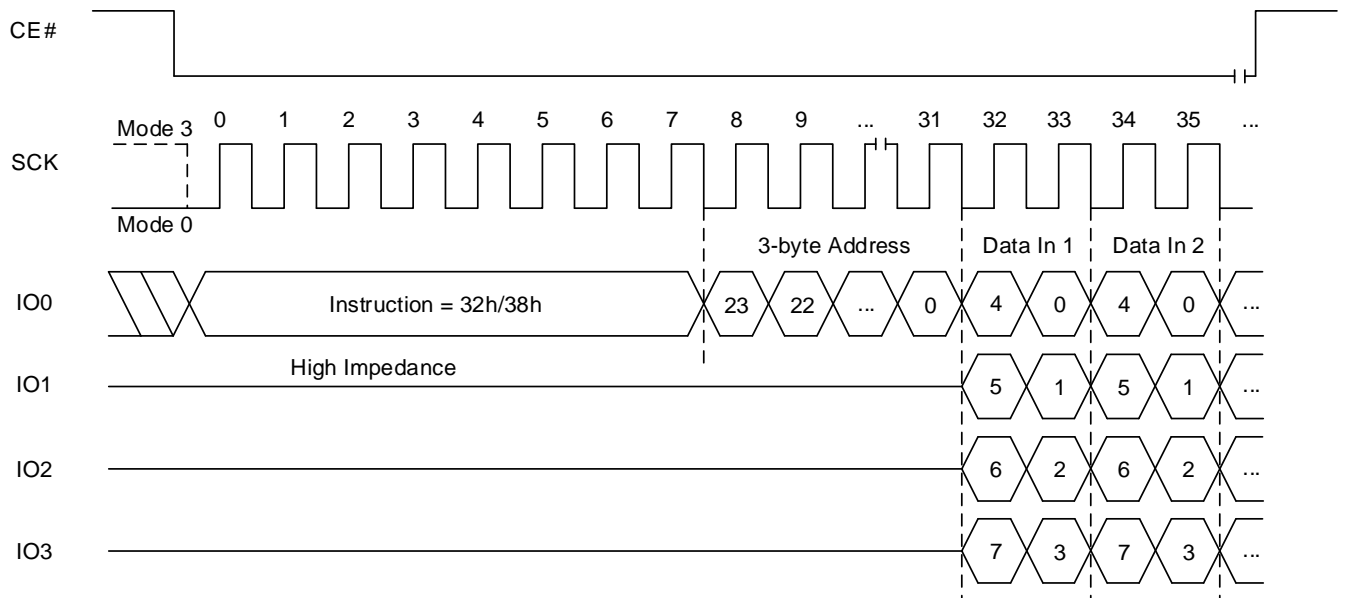 CE#
Mode 3 0 1 2 3 4 5 6 7 8 9 ... 31 32 33 34 35 ...
SCK
Mode 0
3-byte Address Data In 1 Data In 2
IO0 Instruction = 32h/38h 23 22 ... 0 4 0 4 0 ...
High Impedance
IO1 5 1 5 1 ...
IO2 6 2 6 2 ...
IO3 7 3 7 3 ...